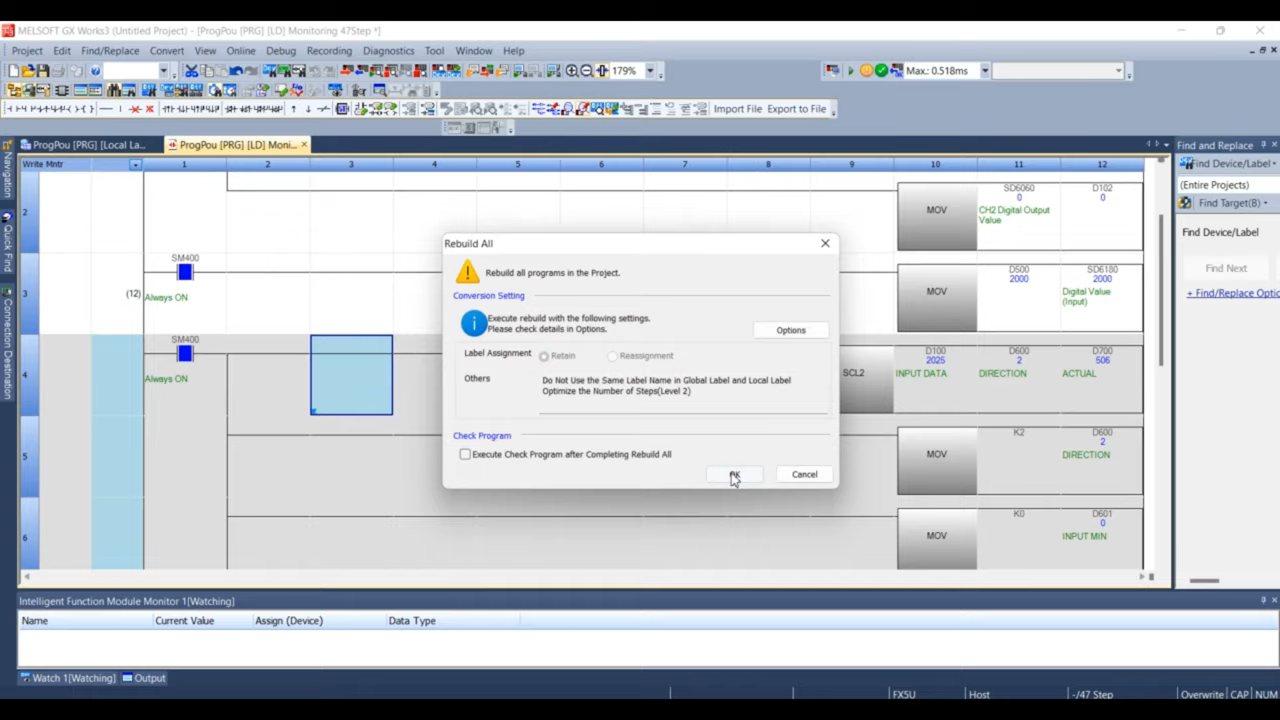 MELSOFT GX Works3 (Untitled Project) - [ProgPou [PRG] [LD] Monitoring 47Step *]
Project Edit Find/Replace Convert View Online Debug Recording Diagnostics Tool Window Help
179%
Max.: 0.518ms
Import File Export to File
ProgPou [PRG] [Local La...
ProgPou [PRG] [LD] Moni...
Find and Replace
Write Mntr 1 2 3 4 5 6 7 8 9 10 11 12
Find Device/Label
(Entire Projects)
Find Target(B)
Find Device/Label
Find Next
+ Find/Replace Optio
Navigation
Quick Find
Connection Destination
2
MOV
SD6060
0
CH2 Digital Output
Value
D102
0
3
(12)
SM400
Always ON
MOV
D500
2000
SD6180
2000
Digital Value
(Input)
4
SM400
Always ON
SCL2
D100
2025
INPUT DATA
D600
2
DIRECTION
D700
506
ACTUAL
5
MOV
K2
D600
2
DIRECTION
6
MOV
K0
D601
0
INPUT MIN
Rebuild All
Rebuild all programs in the Project.
Conversion Setting
Execute rebuild with the following settings.
Please check details in Options.
Options
Label Assignment Retain Reassignment
Others
Do Not Use the Same Label Name in Global Label and Local Label
Optimize the Number of Steps(Level 2)
Check Program
Execute Check Program after Completing Rebuild All
OK Cancel
Intelligent Function Module Monitor 1[Watching]
Name Current Value Assign (Device) Data Type
Watch 1[Watching] Output
FX5U Host -/47 Step Overwrite CAP NUM